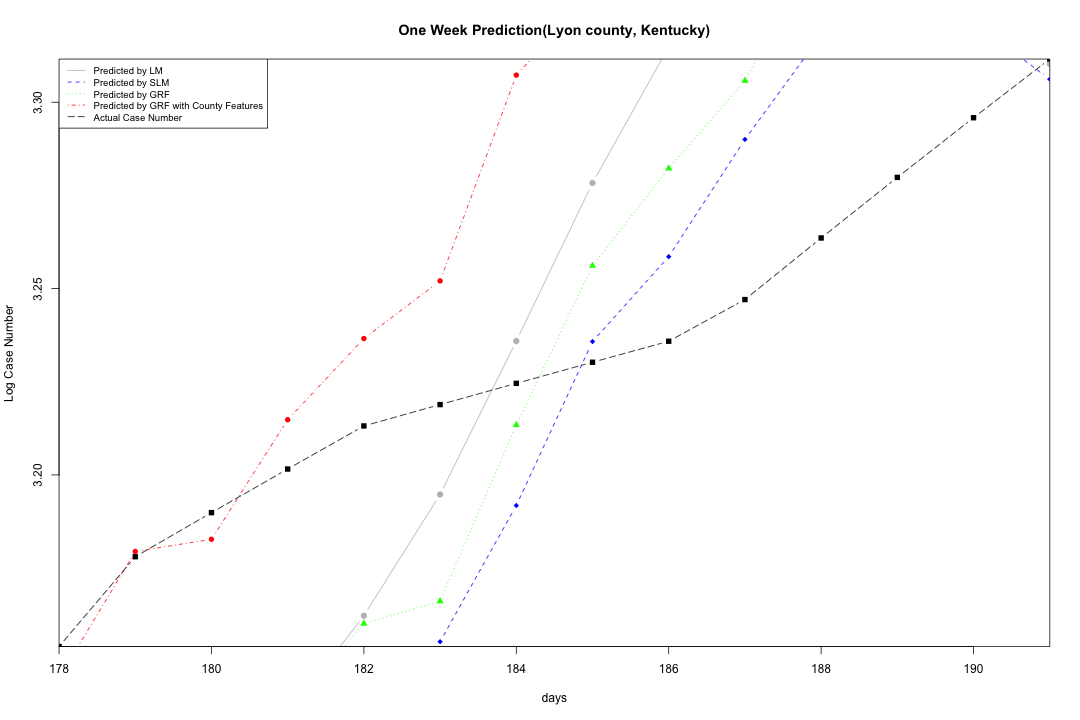 One Week Prediction(Lyon county, Kentucky)
Predicted by LM
Predicted by SLM
Predicted by GRF
Predicted by GRF with County Features
Actual Case Number
Log Case Number
3.30
3.25
3.20
178 180 182 184 186 188 190
days